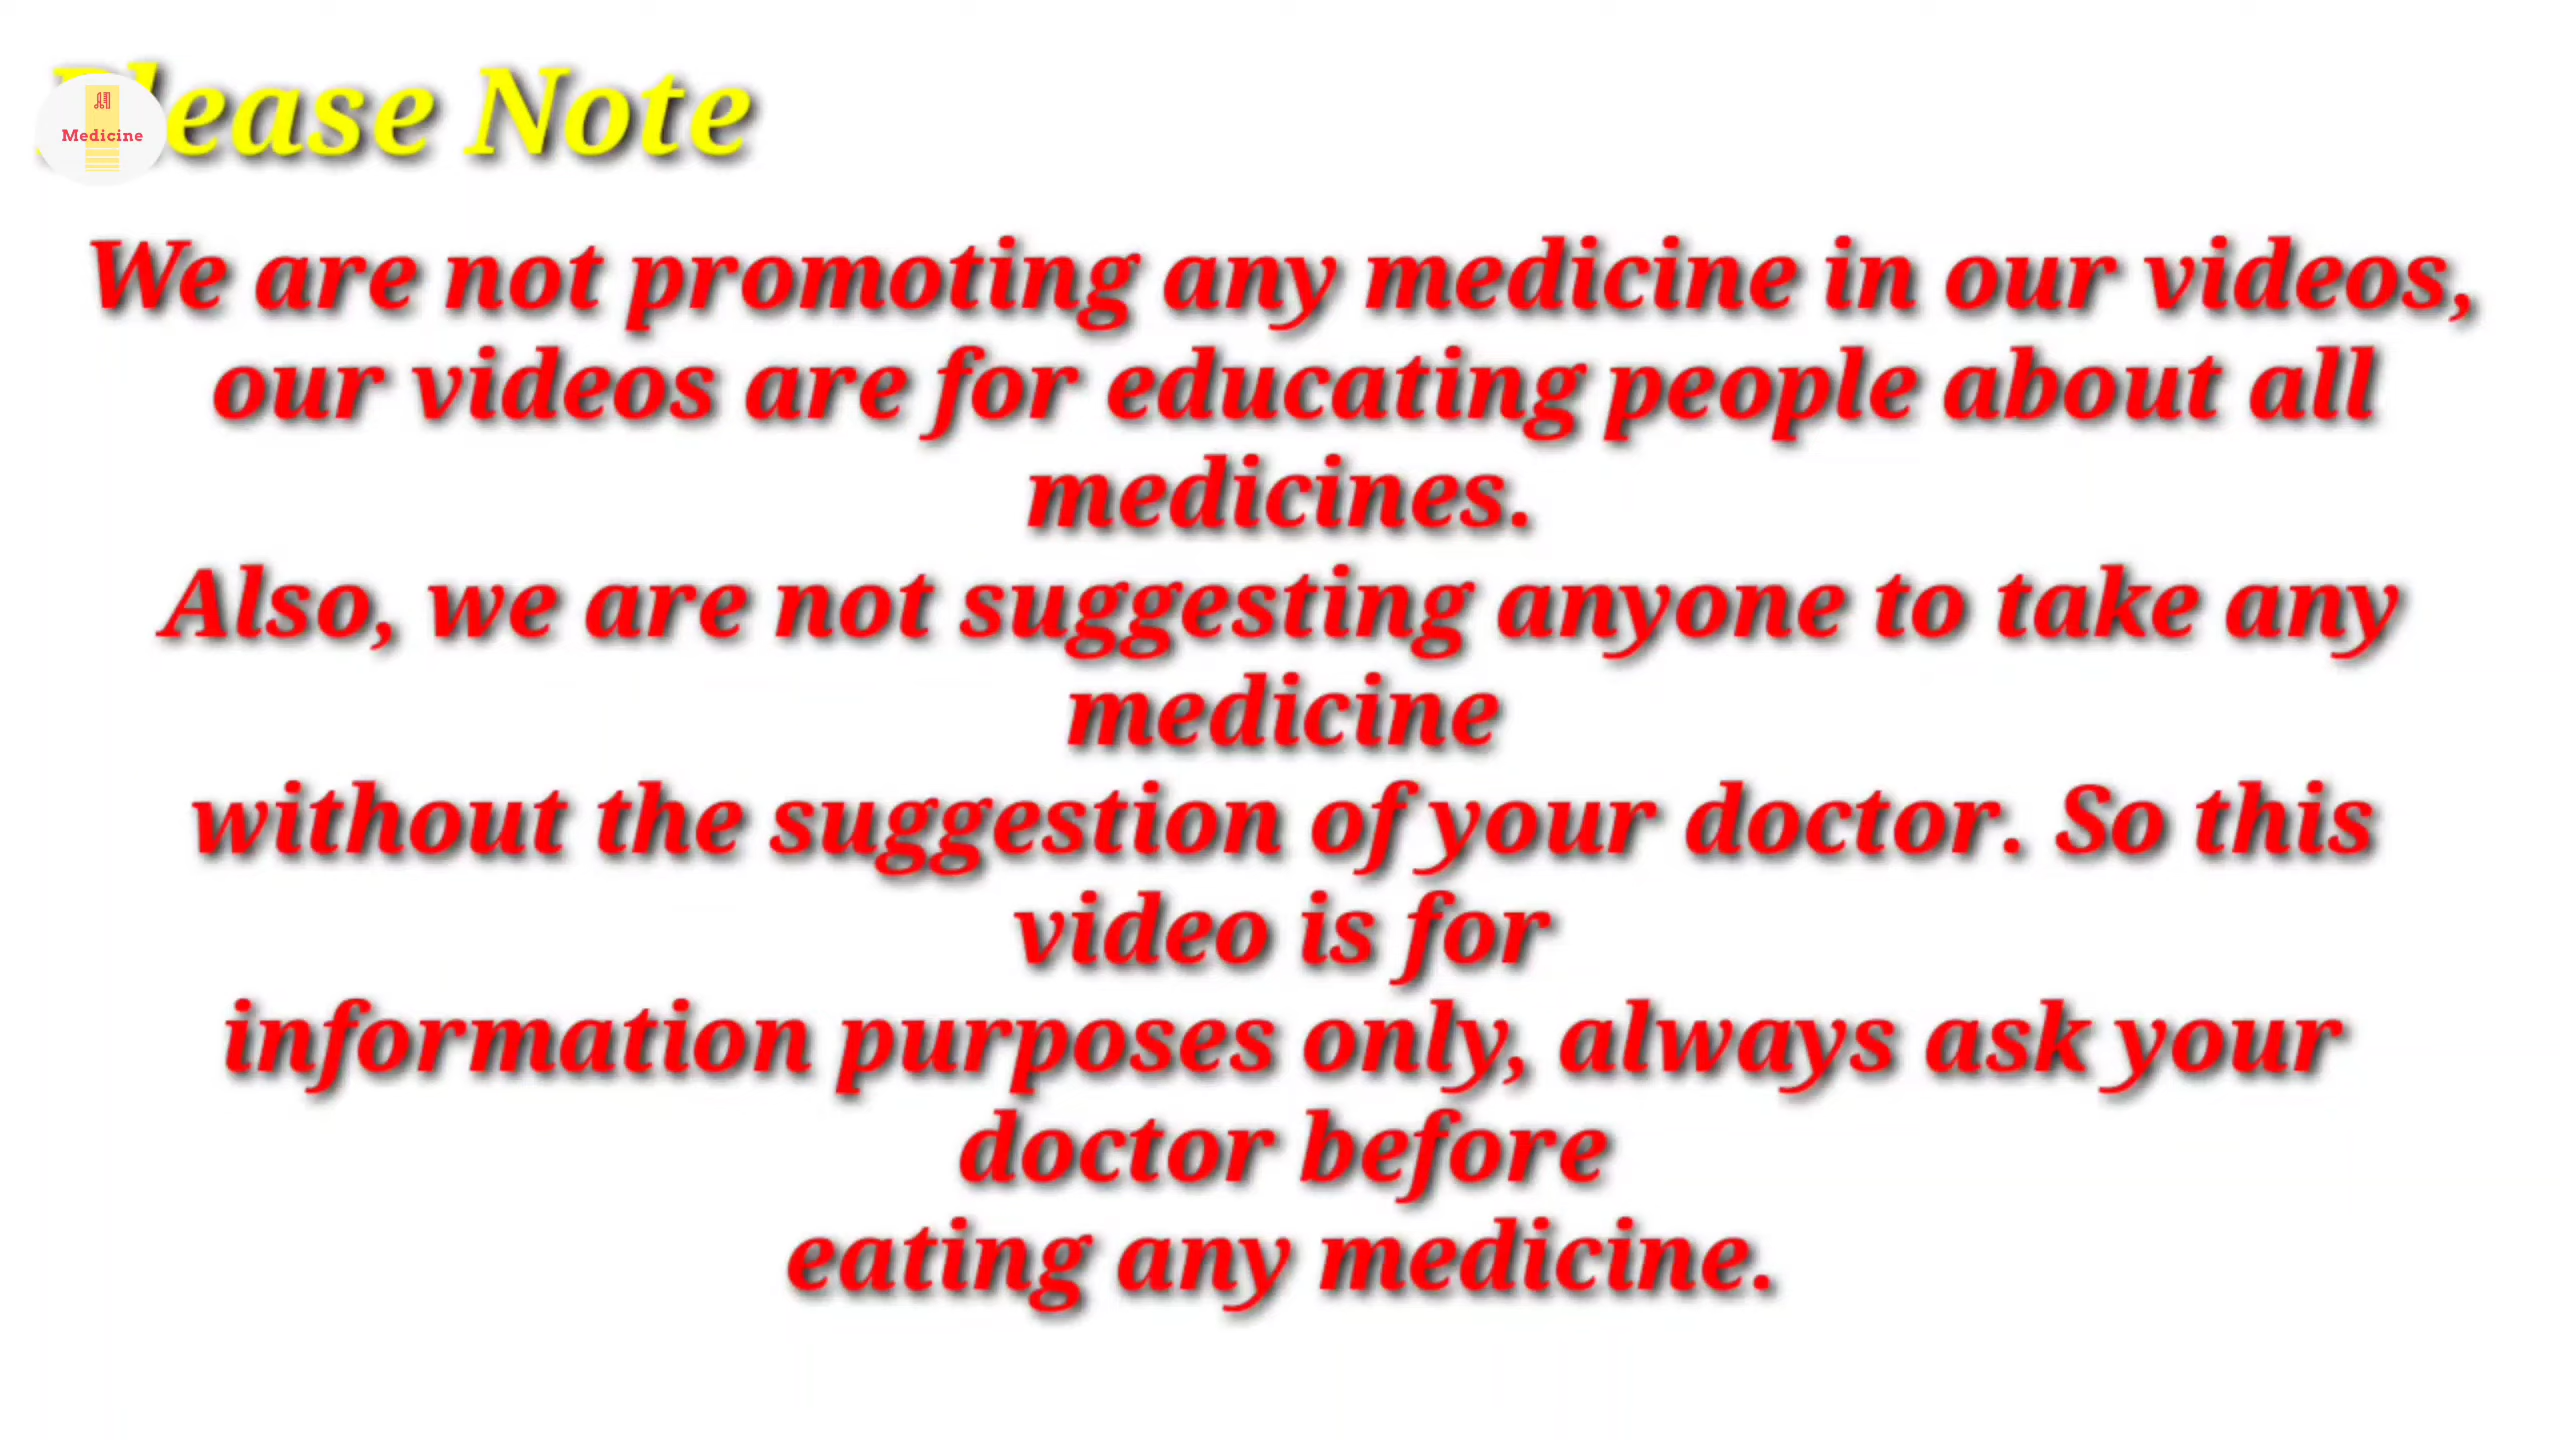 Please Note
Medicine
We are not promoting any medicine in our videos,
our videos are for educating people about all
medicines.
Also, we are not suggesting anyone to take any
medicine
without the suggestion of your doctor. So this
video is for
information purposes only, always ask your
doctor before
eating any medicine.